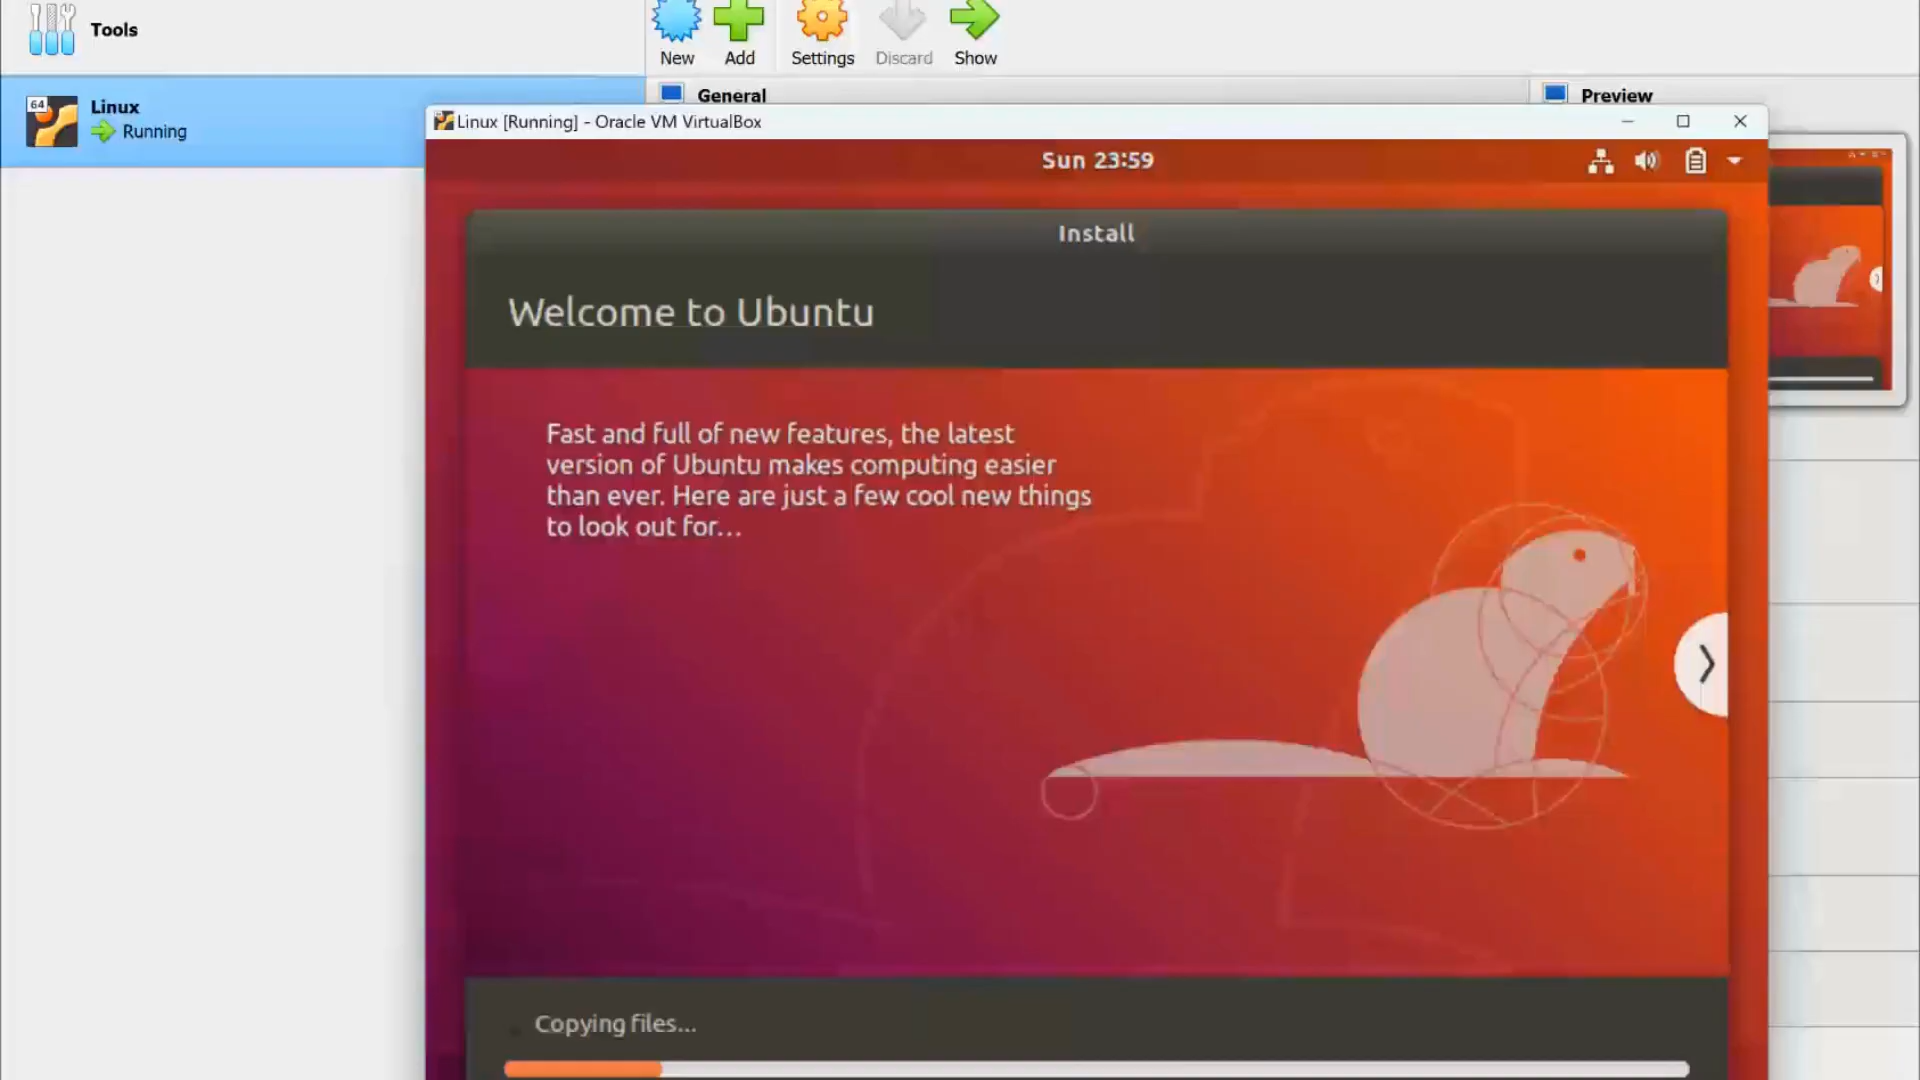 Tools
New
Add
Settings
Discard
Show
64
Linux
Running
General
Preview
Linux [Running] - Oracle VM VirtualBox
Sun 23:59
Install
Welcome to Ubuntu
Fast and full of new features, the latest
version of Ubuntu makes computing easier
than ever. Here are just a few cool new things
to look out for...
Copying files...